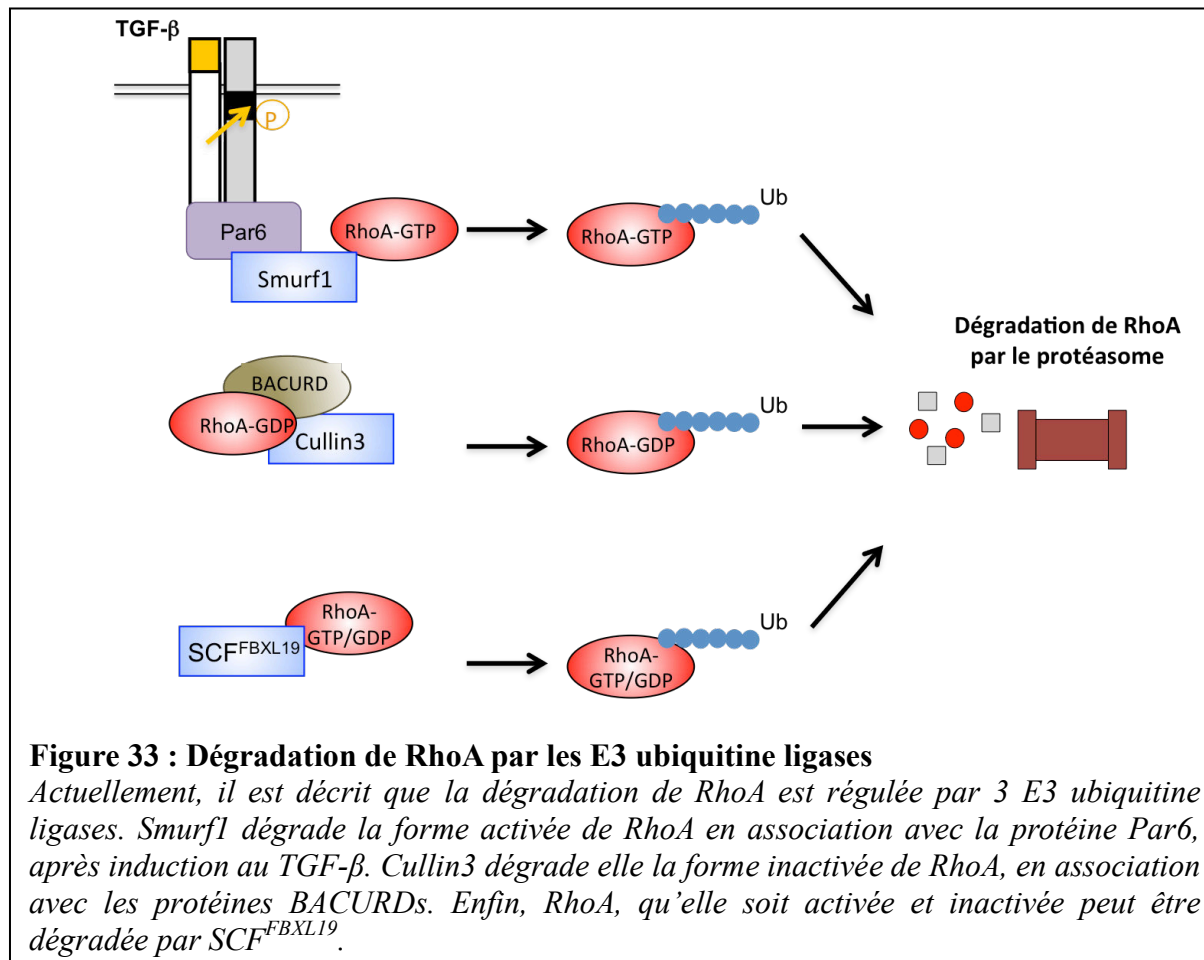 TGF-β
P
Par6
Smurf1
RhoA-GTP
RhoA-GTP
Ub
Dégradation de RhoA
par le protéasome
BACURD
RhoA-GDP
Cullin3
RhoA-GDP
Ub
SCFFBXL19
RhoA-
GTP/GDP
RhoA-
GTP/GDP
Ub
Figure 33 : Dégradation de RhoA par les E3 ubiquitine ligases
Actuellement, il est décrit que la dégradation de RhoA est régulée par 3 E3 ubiquitine
ligases. Smurf1 dégrade la forme activée de RhoA en association avec la protéine Par6,
après induction au TGF-β. Cullin3 dégrade elle la forme inactivée de RhoA, en association
avec les protéines BACURDs. Enfin, RhoA, qu’elle soit activée et inactivée peut être
dégradée par SCFFBXL19.